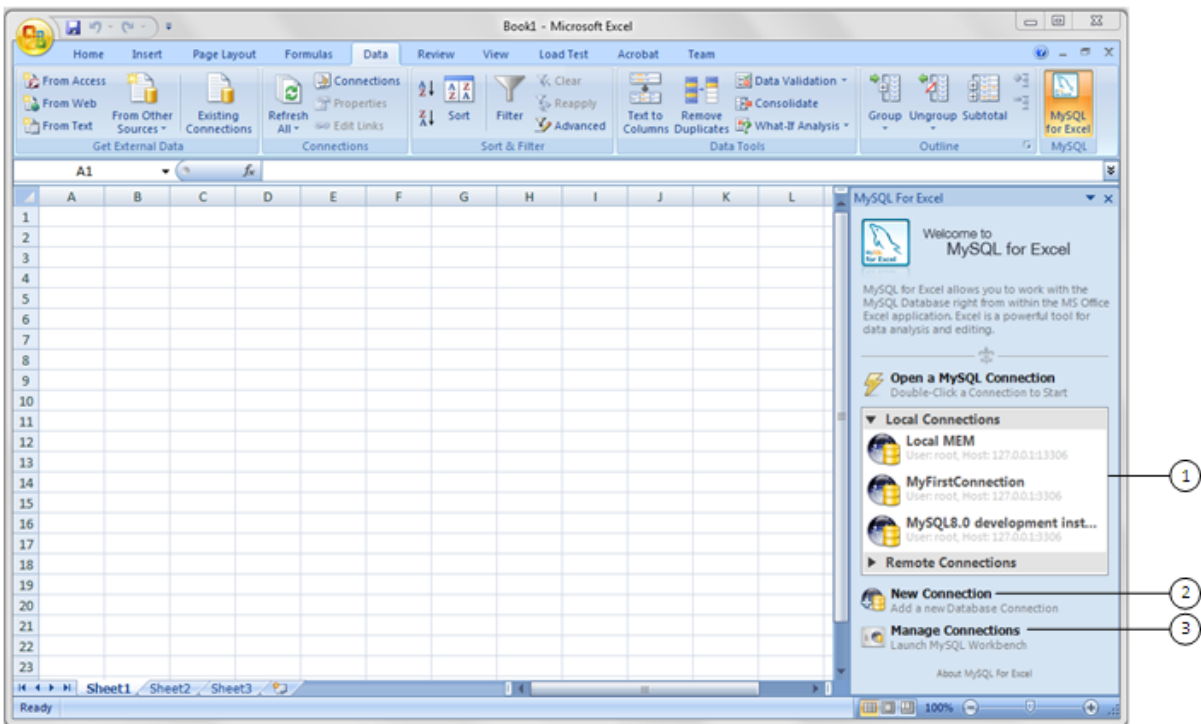 Book1 - Microsoft Excel
Home Insert Page Layout Formulas Data Review View Load Test Acrobat Team
From Access
From Web
From Text
From Other Sources
Existing Connections
Get External Data
Refresh All
Connections
Properties
Edit Links
Connections
Sort
Filter
Clear
Reapply
Advanced
Sort & Filter
Text to Columns
Remove Duplicates
Data Validation
Consolidate
What-If Analysis
Data Tools
Group
Ungroup
Subtotal
Outline
MySQL for Excel
MySQL
A1
fx
A B C D E F G H I J K L
1
2
3
4
5
6
7
8
9
10
11
12
13
14
15
16
17
18
19
20
21
22
23
MySQL For Excel
MySQL for Excel
Welcome to
MySQL for Excel
MySQL for Excel allows you to work with the
MySQL Database right from within the MS Office
Excel application. Excel is a powerful tool for
data analysis and editing.
Open a MySQL Connection
Double-Click a Connection to Start
Local Connections
Local MEM
User: root, Host: 127.0.0.1:13306
MyFirstConnection
User: root, Host: 127.0.0.1:3306
MySQL8.0 development inst...
User: root, Host: 127.0.0.1:3306
Remote Connections
New Connection
Add a new Database Connection
Manage Connections
Launch MySQL Workbench
About MySQL For Excel
1
2
3
Sheet1 Sheet2 Sheet3
Ready
100%